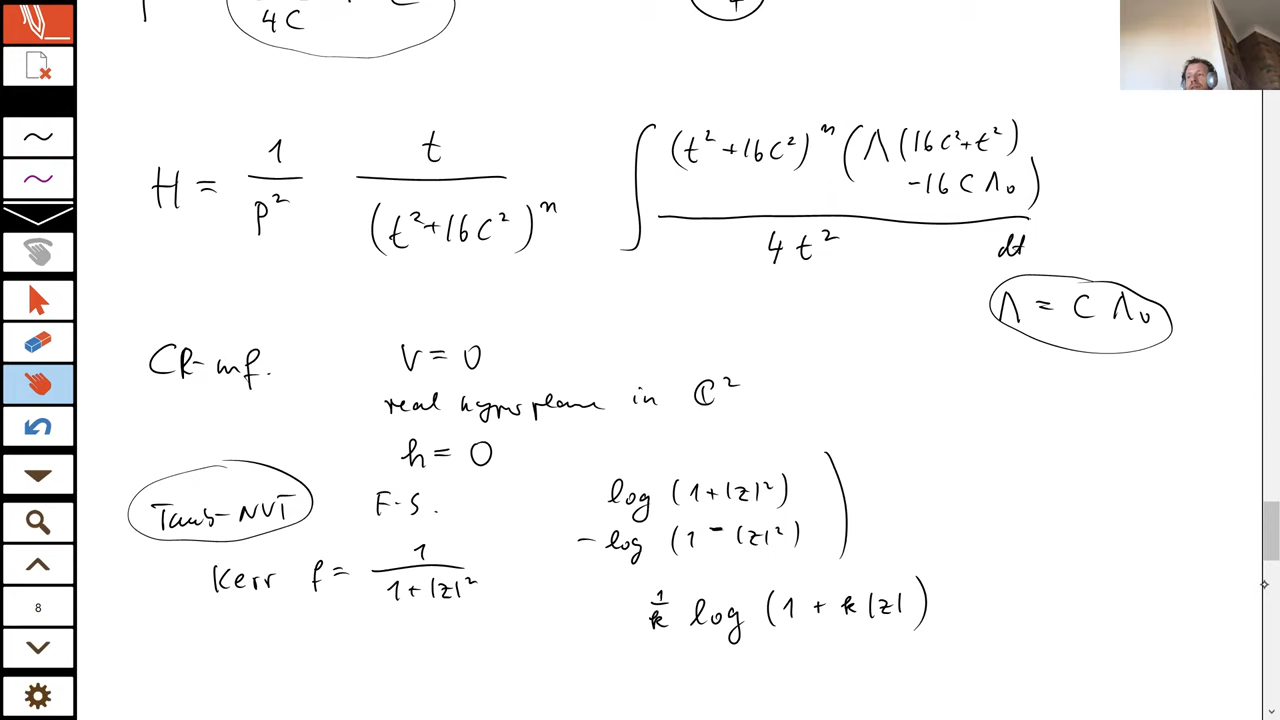 4C
H = 1/P² t/(t²+16C²)ⁿ ∫ (t²+16C²)ⁿ (Λ(16C²+t²) -16CΛ₀) / 4t² dt
Λ = CΛ₀
CR-mf. V = 0
real hyperplane in ℂ²
h = 0
Taub-NUT F-S. log (1+|z|²)
-log (1-|z|²)
Kerr f = 1/(1+|z|²)
1/k log (1 + k|z|)
8